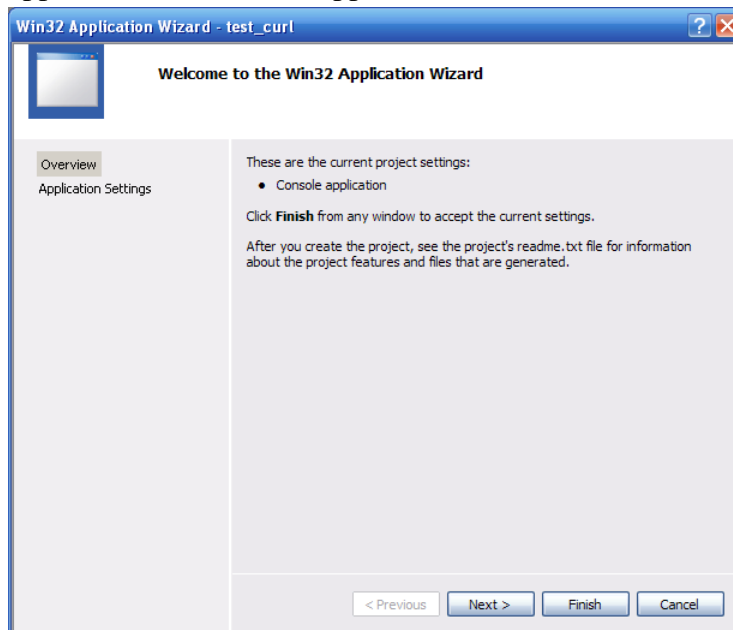 Win32 Application Wizard - test_curl
Welcome to the Win32 Application Wizard
Overview
Application Settings
These are the current project settings:
• Console application
Click Finish from any window to accept the current settings.
After you create the project, see the project's readme.txt file for information
about the project features and files that are generated.
< Previous Next > Finish Cancel